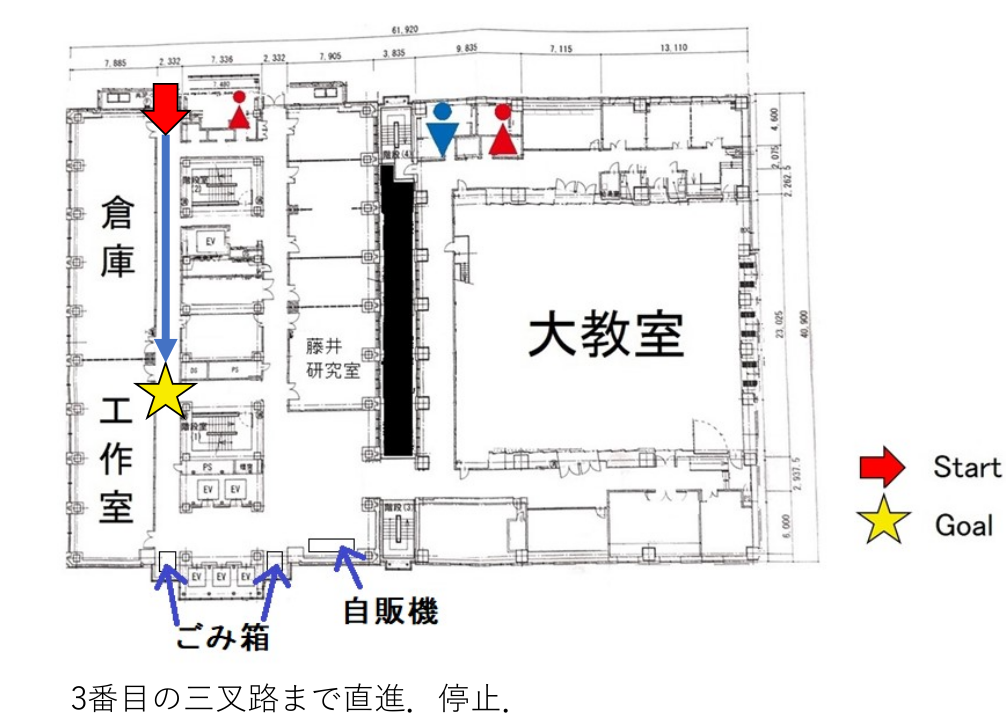 61,920
7,885 2,332 7,336 2,332 7,905 3,835 9,835 7,115 13,110
7,480
4,600
2,075
2,262.5
階段(4)
階段室
(2)
倉
庫
EV
大教室
23,025
40,900
藤井
研究室
DS PS
工
作
室
階段室
(1)
PS
EV EV
2,937.5
階段(3)
6,000
Start
Goal
EV EV EV
自販機
ごみ箱
3番目の三叉路まで直進．停止．